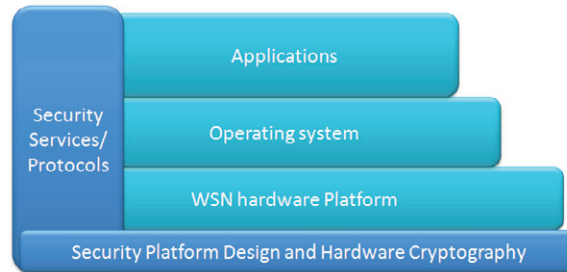 Applications
Security
Services/
Protocols
Operating system
WSN hardware Platform
Security Platform Design and Hardware Cryptography